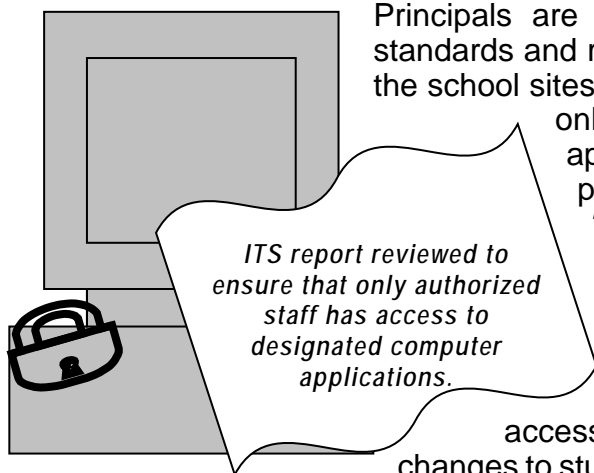 Principals are
standards and r
the school sites
onl
ap
p
ITS report reviewed to
ensure that only authorized
staff has access to
designated computer
applications.
access
changes to stu